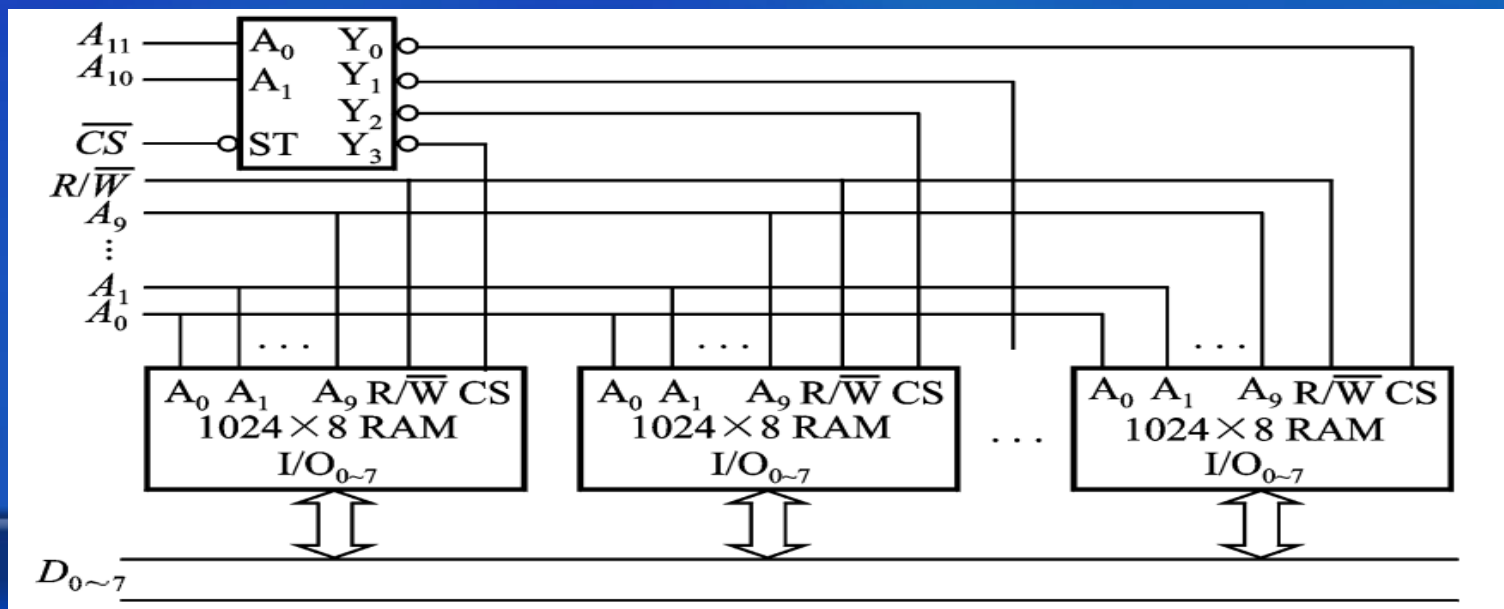 A₁₁ A₀ Y₀
A₁₀ A₁ Y₁
Y₂
C̅S̅ ST Y₃
R/W̅
A₉
⋮
A₁
A₀
... ... ...
A₀ A₁ A₉ R/W̅ CS A₀ A₁ A₉ R/W̅ CS A₀ A₁ A₉ R/W̅ CS
1024×8 RAM 1024×8 RAM ... 1024×8 RAM
I/O₀~₇ I/O₀~₇ I/O₀~₇
D₀~₇